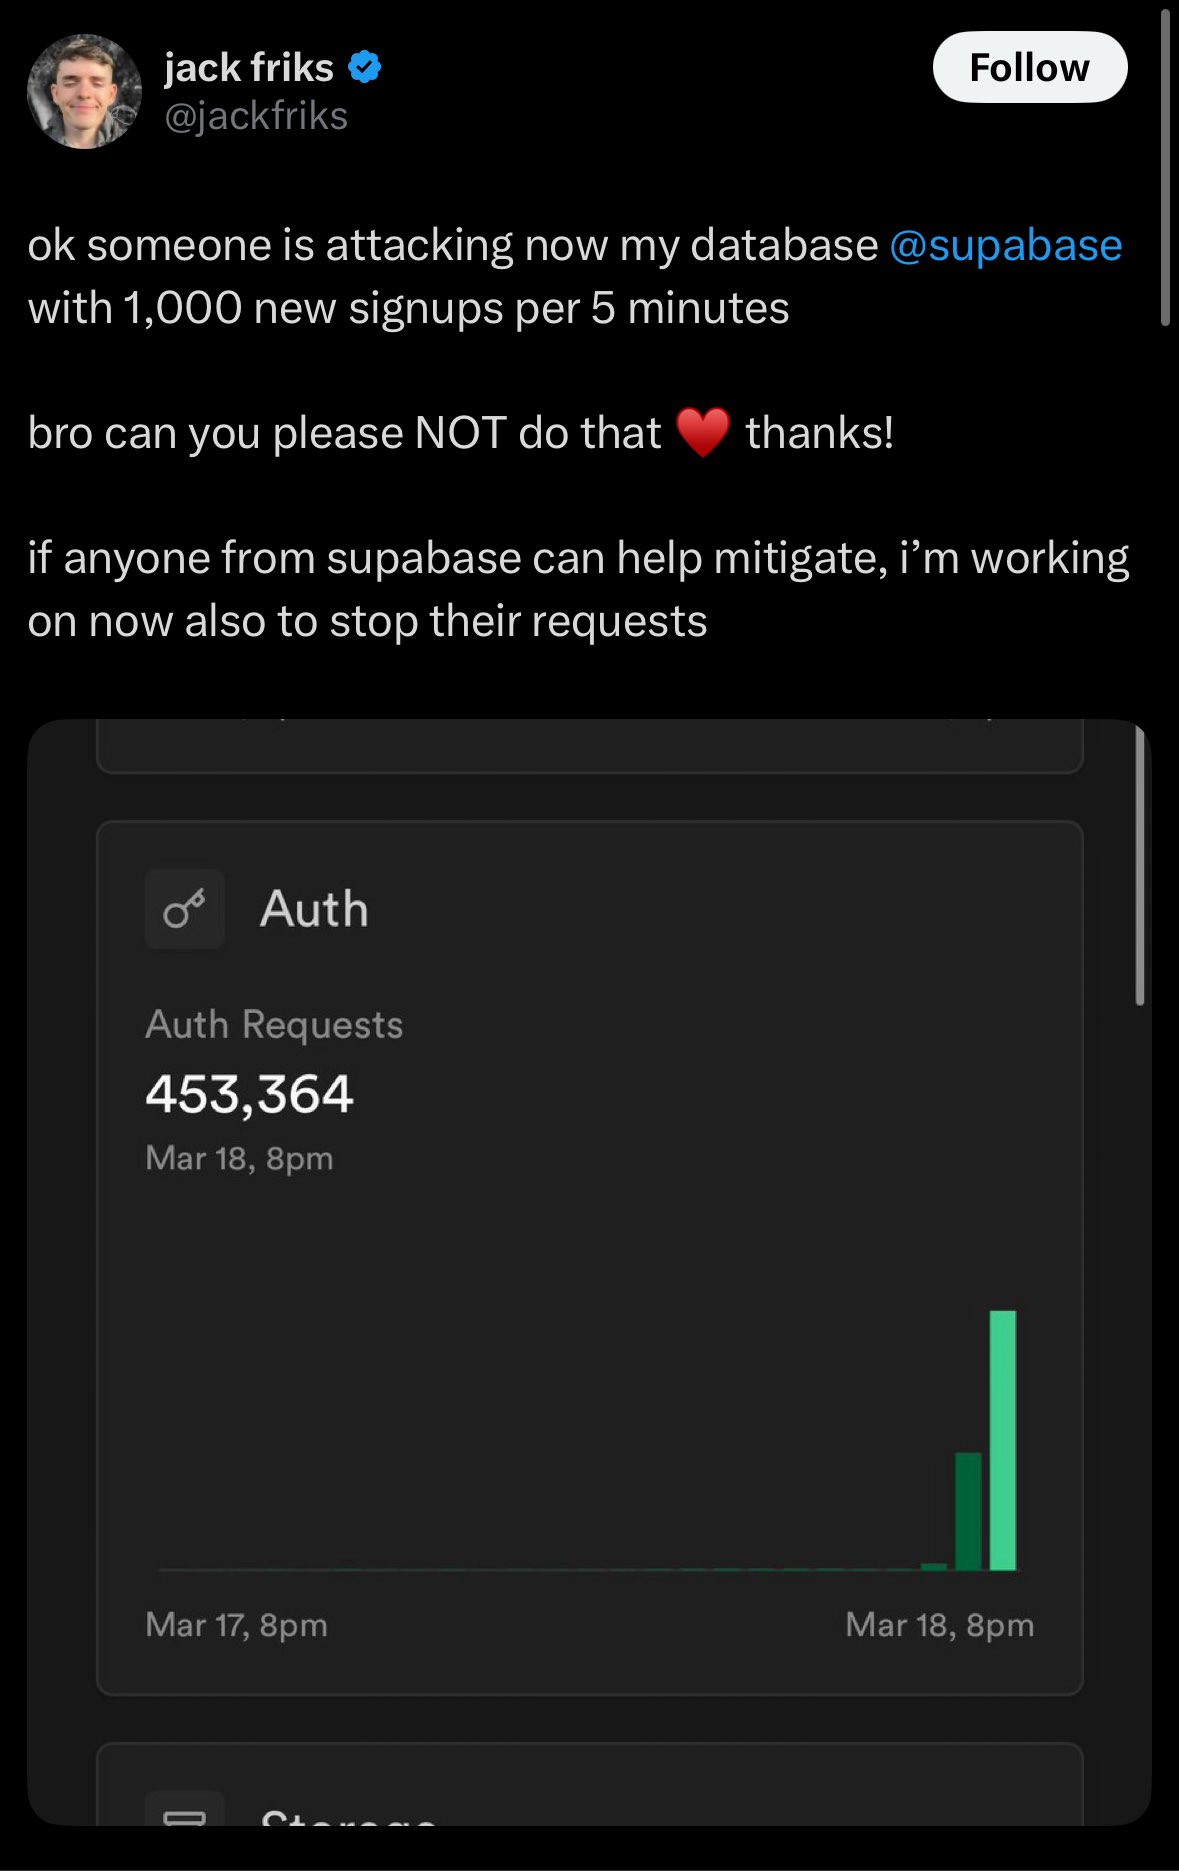 jack friks
@jackfriks
Follow
ok someone is attacking now my database @supabase
with 1,000 new signups per 5 minutes
bro can you please NOT do that ♥️ thanks!
if anyone from supabase can help mitigate, i’m working
on now also to stop their requests
Auth
Auth Requests
453,364
Mar 18, 8pm
Mar 17, 8pm
Mar 18, 8pm
Storage